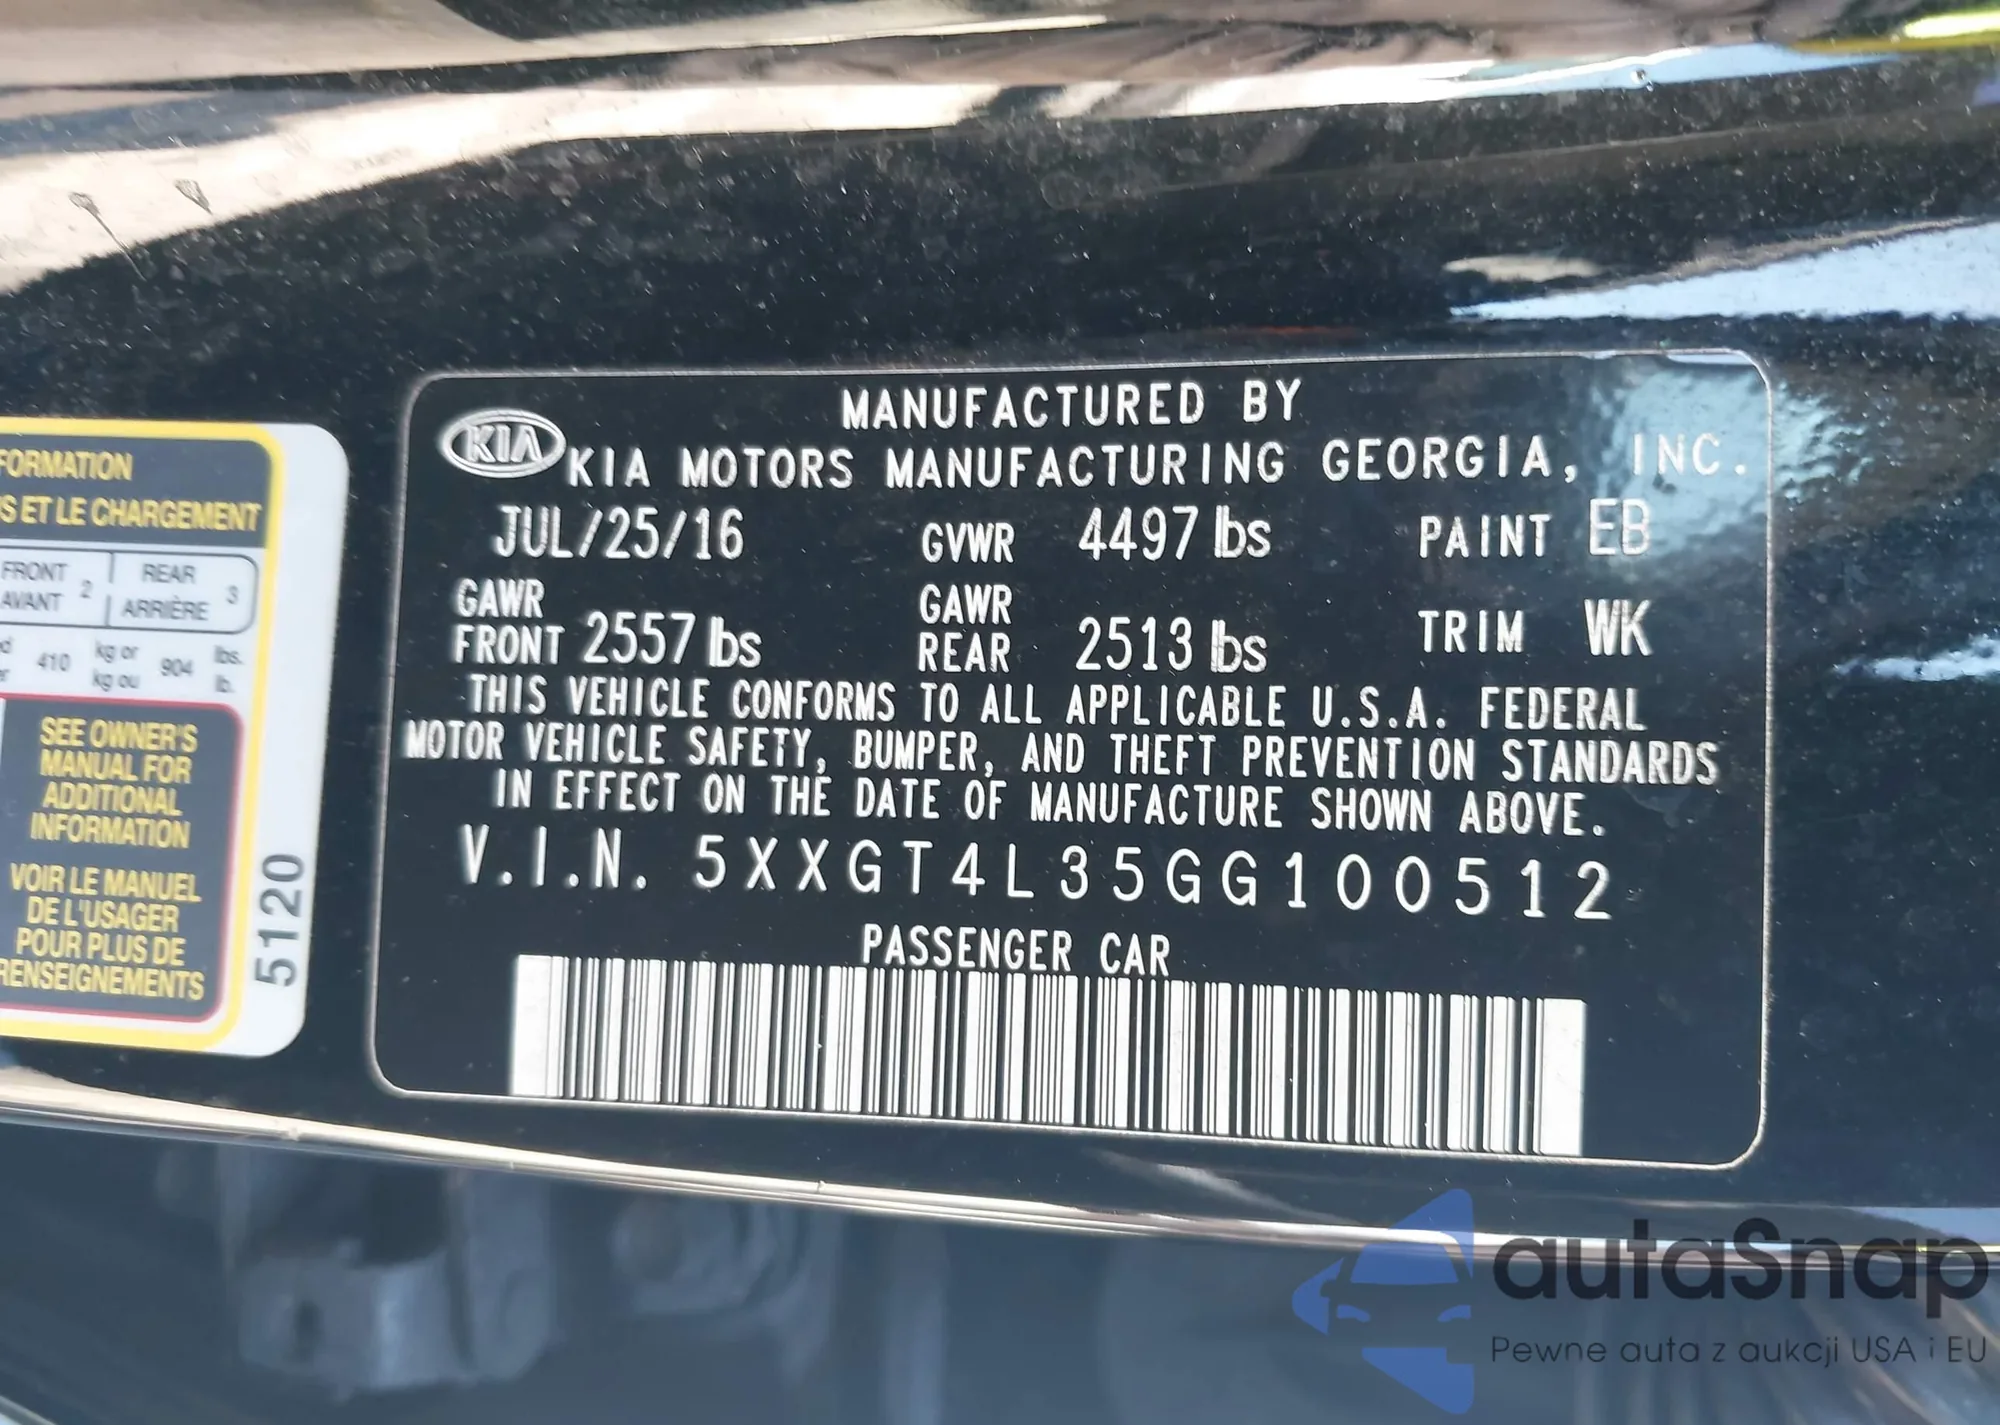 FORMATION
S ET LE CHARGEMENT
FRONT
AVANT 2
REAR
ARRIÈRE 3
410 kg or
kg ou 904 lbs.
lb.
SEE OWNER'S
MANUAL FOR
ADDITIONAL
INFORMATION
VOIR LE MANUEL
DE L'USAGER
POUR PLUS DE
RENSEIGNEMENTS
5120
MANUFACTURED BY
KIA KIA MOTORS MANUFACTURING GEORGIA, INC.
JUL/25/16 GVWR 4497 lbs PAINT EB
GAWR
FRONT 2557 lbs
GAWR
REAR 2513 lbs TRIM WK
THIS VEHICLE CONFORMS TO ALL APPLICABLE U.S.A. FEDERAL
MOTOR VEHICLE SAFETY, BUMPER, AND THEFT PREVENTION STANDARDS
IN EFFECT ON THE DATE OF MANUFACTURE SHOWN ABOVE.
V.I.N. 5XXGT4L35GG100512
PASSENGER CAR
autaSnap
Pewne auta z aukcji USA i EU